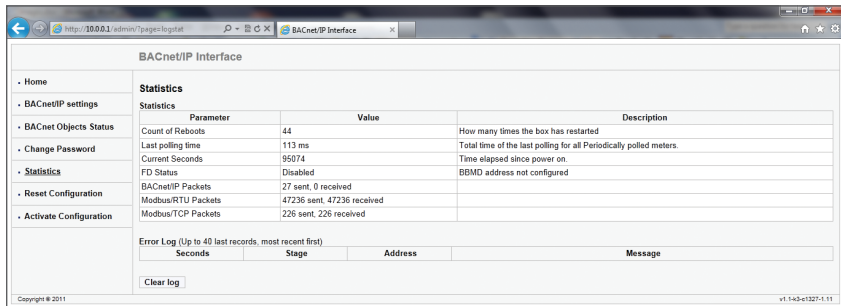 http://10.0.0.1/admin/?page=logstat
BACnet/IP Interface
BACnet/IP Interface
Home
BACnet/IP settings
BACnet Objects Status
Change Password
Statistics
Reset Configuration
Activate Configuration
Statistics
Statistics
Parameter Value Description
Count of Reboots 44 How many times the box has restarted
Last polling time 113 ms Total time of the last polling for all Periodically polled meters.
Current Seconds 95074 Time elapsed since power on.
FD Status Disabled BBMD address not configured
BACnet/IP Packets 27 sent, 0 received
Modbus/RTU Packets 47236 sent, 47236 received
Modbus/TCP Packets 226 sent, 226 received
Error Log (Up to 40 last records, most recent first)
Seconds Stage Address Message
Clear log
Copyright © 2011 v1.1-k3-c1327-1.11